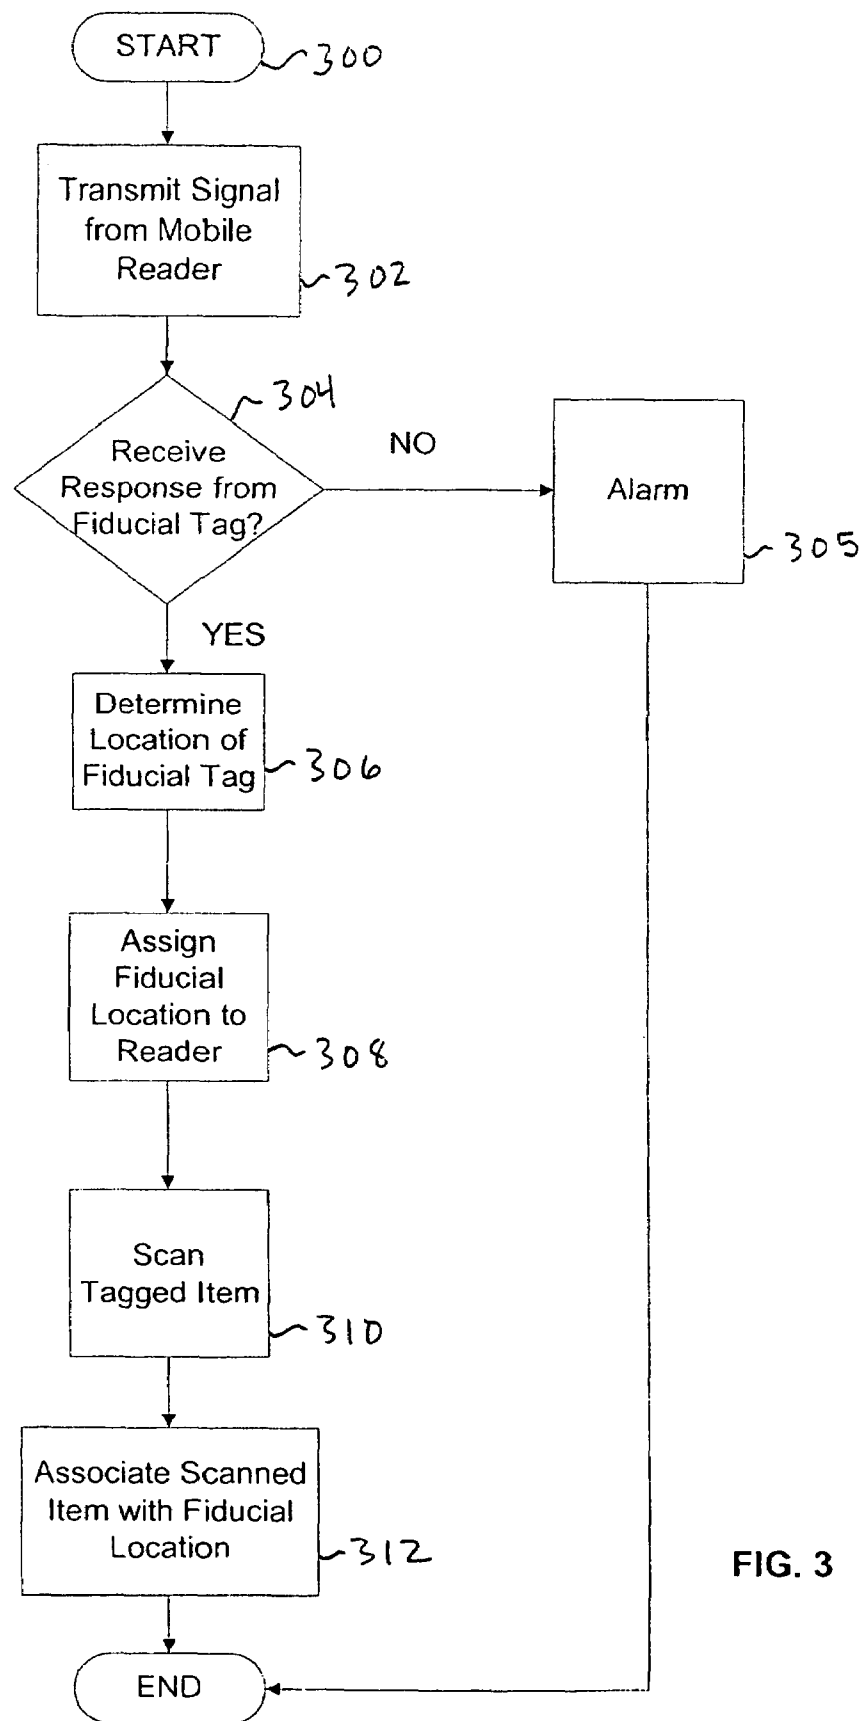 START
300
Transmit Signal
from Mobile
Reader
302
304
Receive
Response from
Fiducial Tag?
NO
Alarm
305
YES
Determine
Location of
Fiducial Tag
306
Assign
Fiducial
Location to
Reader
308
Scan
Tagged Item
310
Associate Scanned
Item with Fiducial
Location
312
FIG. 3
END